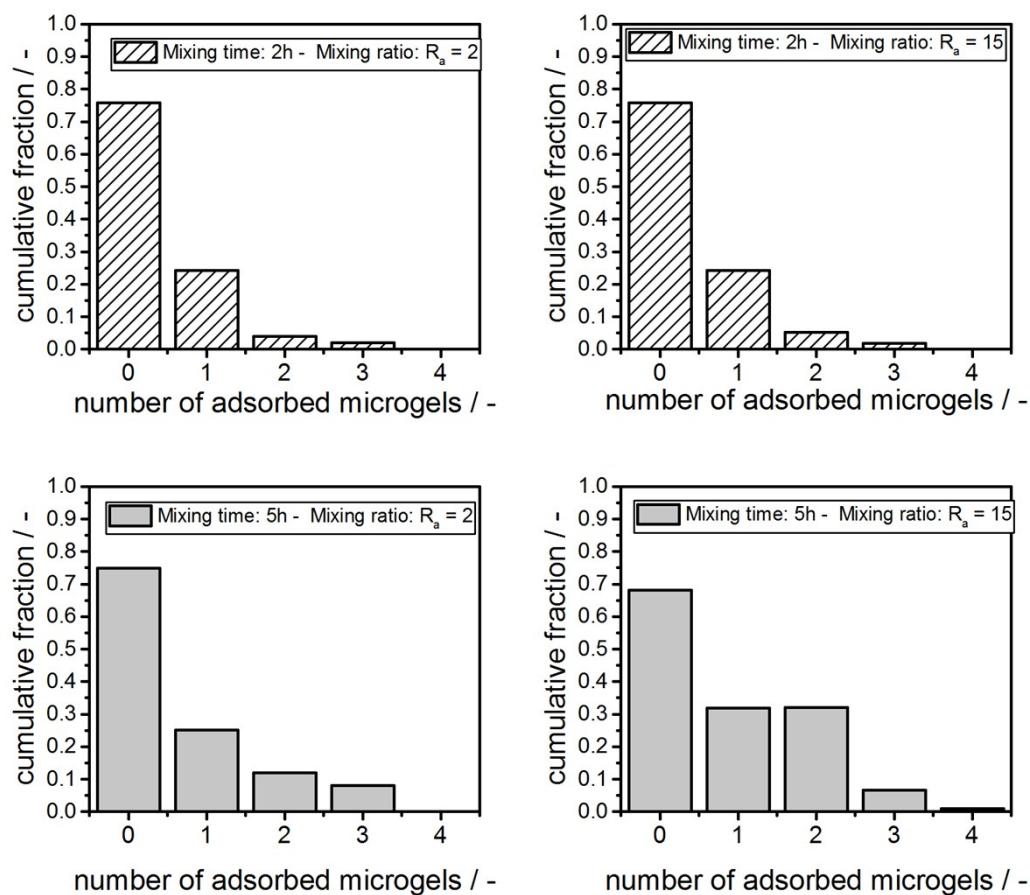 1.0
0.9
0.8
0.7
0.6
0.5
0.4
0.3
0.2
0.1
0.0
cumulative fraction / -
Mixing time: 2h - Mixing ratio: Ra = 2
0 1 2 3 4
number of adsorbed microgels / -
1.0
0.9
0.8
0.7
0.6
0.5
0.4
0.3
0.2
0.1
0.0
cumulative fraction / -
Mixing time: 2h - Mixing ratio: Ra = 15
0 1 2 3 4
number of adsorbed microgels / -
1.0
0.9
0.8
0.7
0.6
0.5
0.4
0.3
0.2
0.1
0.0
cumulative fraction / -
Mixing time: 5h - Mixing ratio: Ra = 2
0 1 2 3 4
number of adsorbed microgels / -
1.0
0.9
0.8
0.7
0.6
0.5
0.4
0.3
0.2
0.1
0.0
cumulative fraction / -
Mixing time: 5h - Mixing ratio: Ra = 15
0 1 2 3 4
number of adsorbed microgels / -